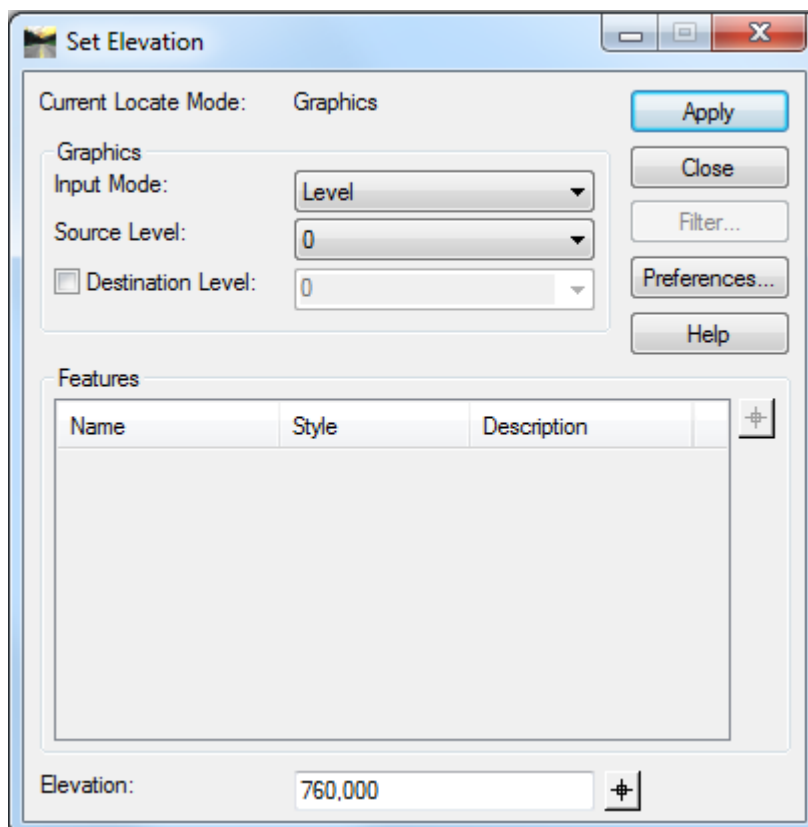 Set Elevation
Current Locate Mode: Graphics
Apply
Graphics
Close
Input Mode: Level
Filter...
Source Level: 0
Destination Level: 0
Preferences...
Help
Features
Name Style Description
Elevation: 760,000